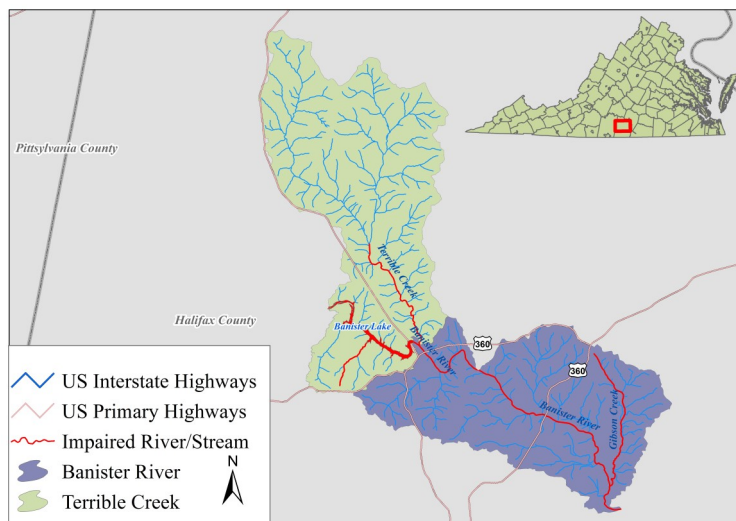 Pittsylvania County
Terrible Creek
Halifax County
Banister Lake
Banister River
360
360
Banister River
Gibson Creek
US Interstate Highways
US Primary Highways
Impaired River/Stream
Banister River
Terrible Creek
N